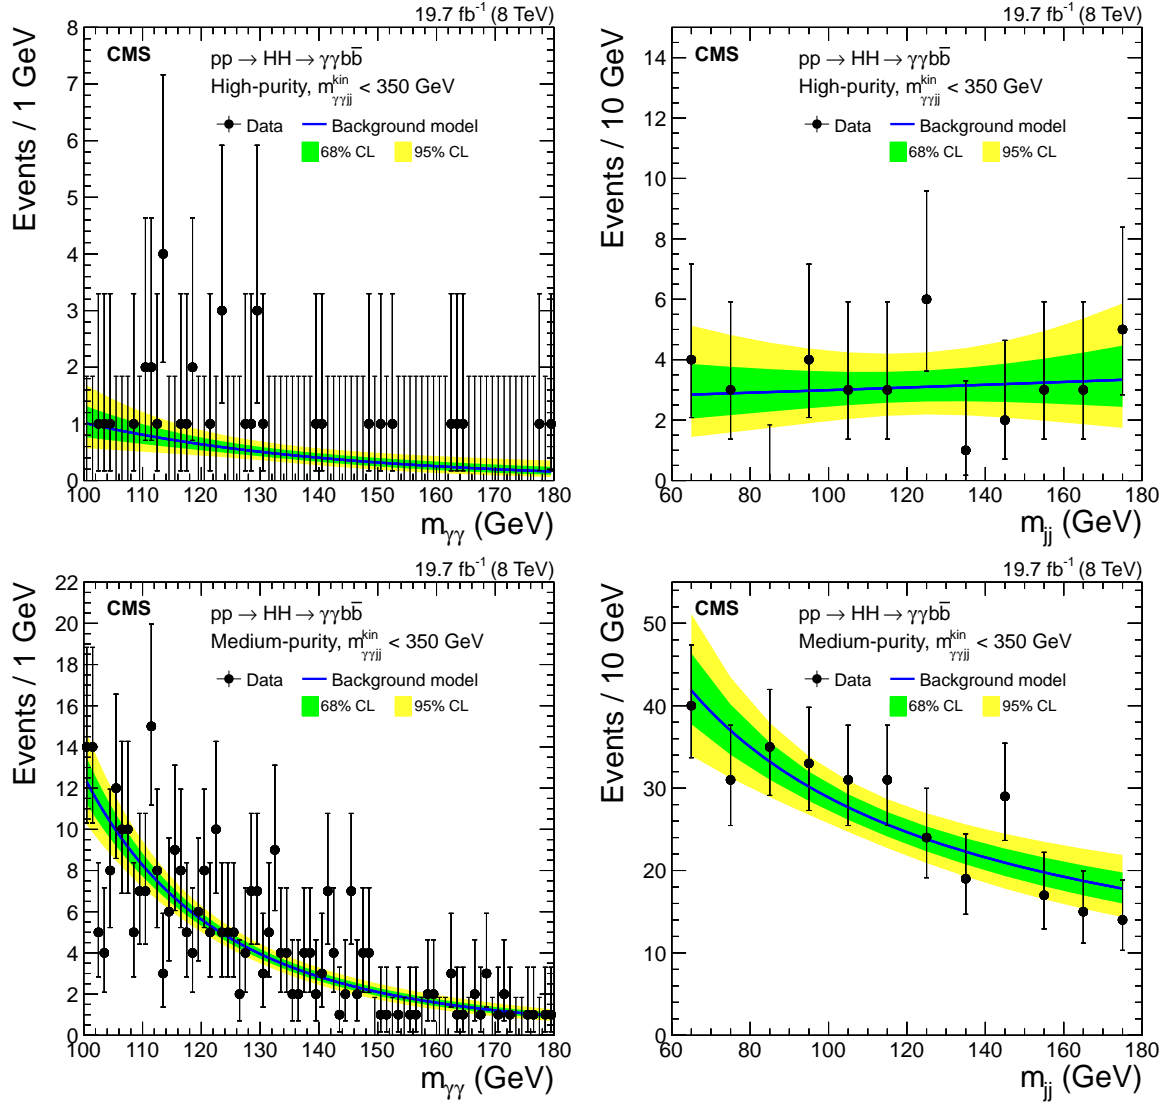 19.7 fb⁻¹ (8 TeV)
CMS
pp → HH → γγbb̅
High-purity, m^kin_γγjj < 350 GeV
Data
Background model
68% CL
95% CL
Events / 1 GeV
8
7
6
5
4
3
2
1
0
100 110 120 130 140 150 160 170 180
m_γγ (GeV)
19.7 fb⁻¹ (8 TeV)
CMS
pp → HH → γγbb̅
High-purity, m^kin_γγjj < 350 GeV
Data
Background model
68% CL
95% CL
Events / 10 GeV
14
12
10
8
6
4
2
0
60 80 100 120 140 160 180
m_jj (GeV)
19.7 fb⁻¹ (8 TeV)
CMS
pp → HH → γγbb̅
Medium-purity, m^kin_γγjj < 350 GeV
Data
Background model
68% CL
95% CL
Events / 1 GeV
22
20
18
16
14
12
10
8
6
4
2
0
100 110 120 130 140 150 160 170 180
m_γγ (GeV)
19.7 fb⁻¹ (8 TeV)
CMS
pp → HH → γγbb̅
Medium-purity, m^kin_γγjj < 350 GeV
Data
Background model
68% CL
95% CL
Events / 10 GeV
50
40
30
20
10
0
60 80 100 120 140 160 180
m_jj (GeV)